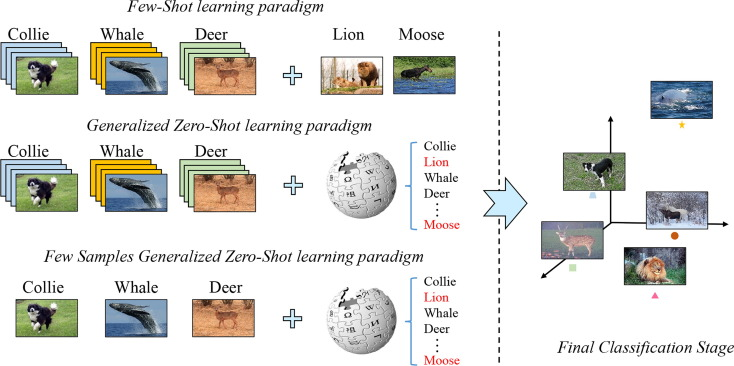 Few-Shot learning paradigm
Collie Whale Deer Lion Moose
Generalized Zero-Shot learning paradigm
Collie Whale Deer
Collie
Lion
Whale
Deer
⋮
Moose
Few Samples Generalized Zero-Shot learning paradigm
Collie Whale Deer
Collie
Lion
Whale
Deer
⋮
Moose
Final Classification Stage